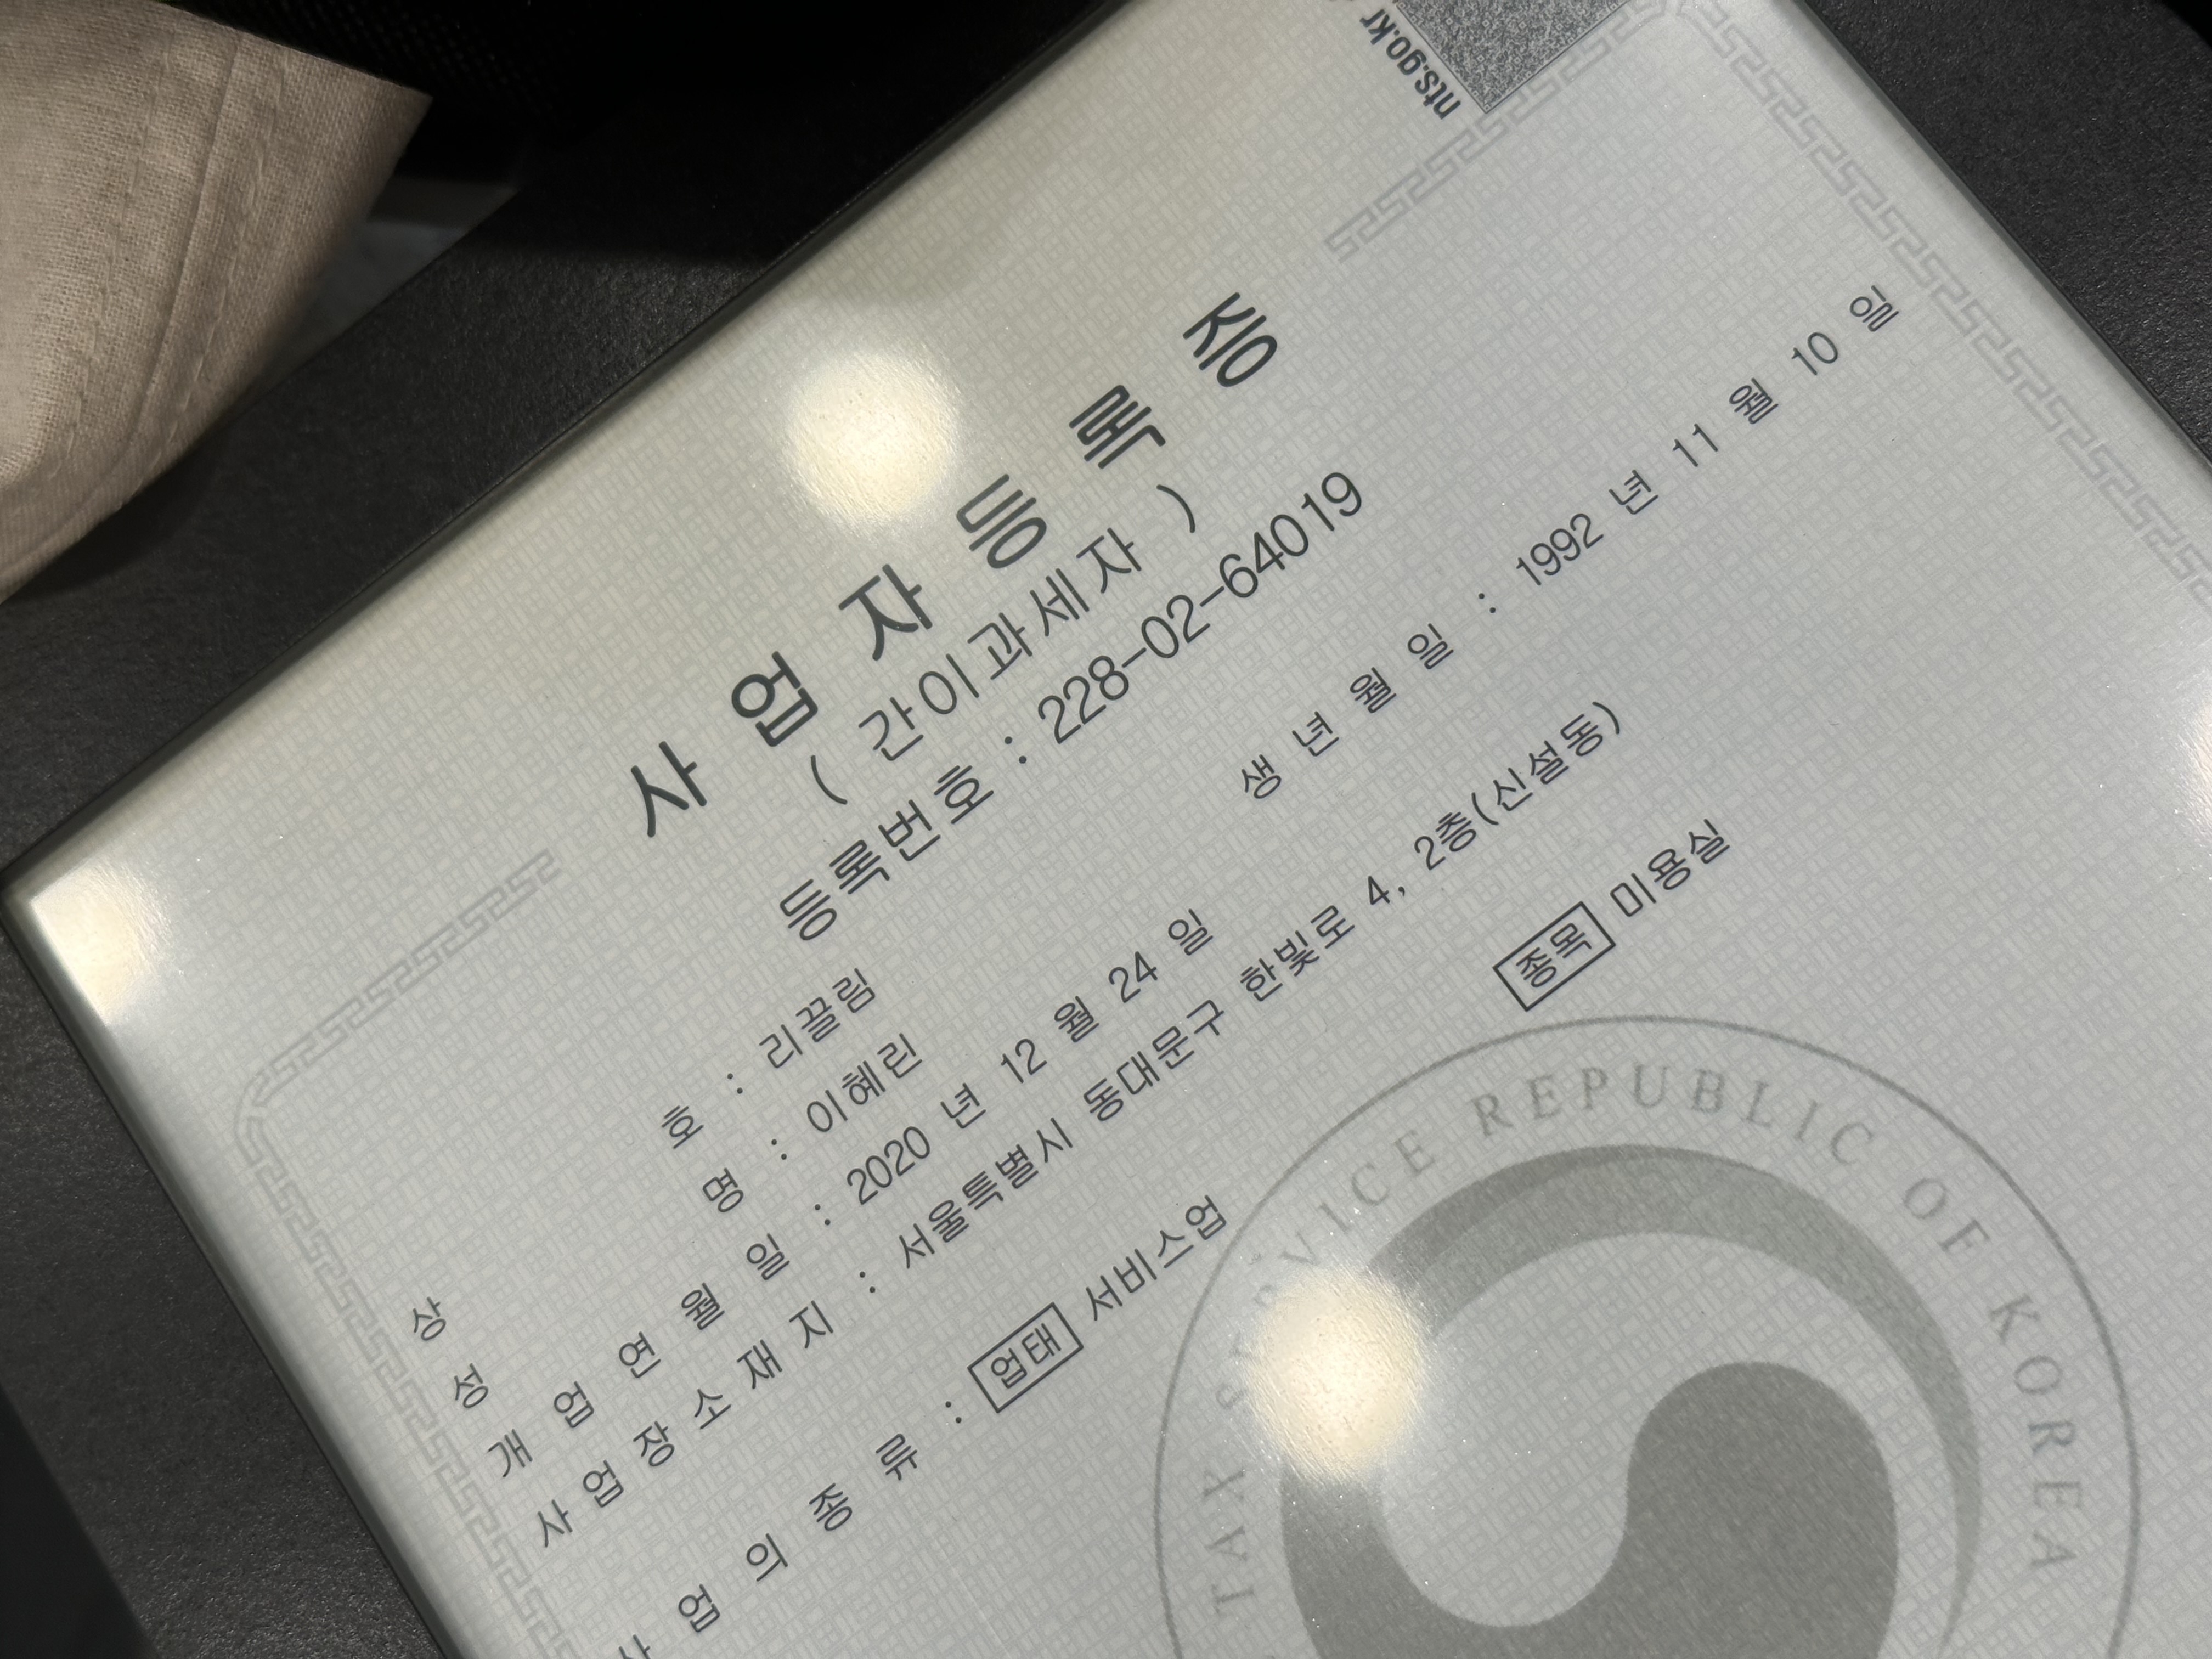 nts.go.kr
사업자등록증
( 간이과세자 )
등록번호 : 228-02-64019
상 호 : 리끌림
성 명 : 이혜린 생 년 월 일 : 1992 년 11 월 10 일
개 업 연 월 일 : 2020 년 12 월 24 일
사 업 장 소 재 지 : 서울특별시 동대문구 한빛로 4, 2층(신설동)
사 업 의 종 류 : 업태 서비스업 종목 미용실
TAX SERVICE REPUBLIC OF KOREA